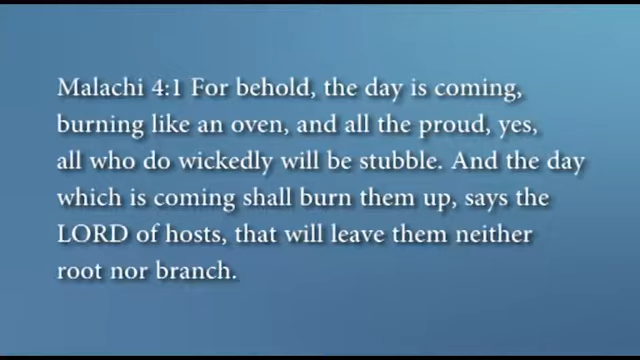 Malachi 4:1 For behold, the day is coming,
burning like an oven, and all the proud, yes,
all who do wickedly will be stubble. And the day
which is coming shall burn them up, says the
LORD of hosts, that will leave them neither
root nor branch.